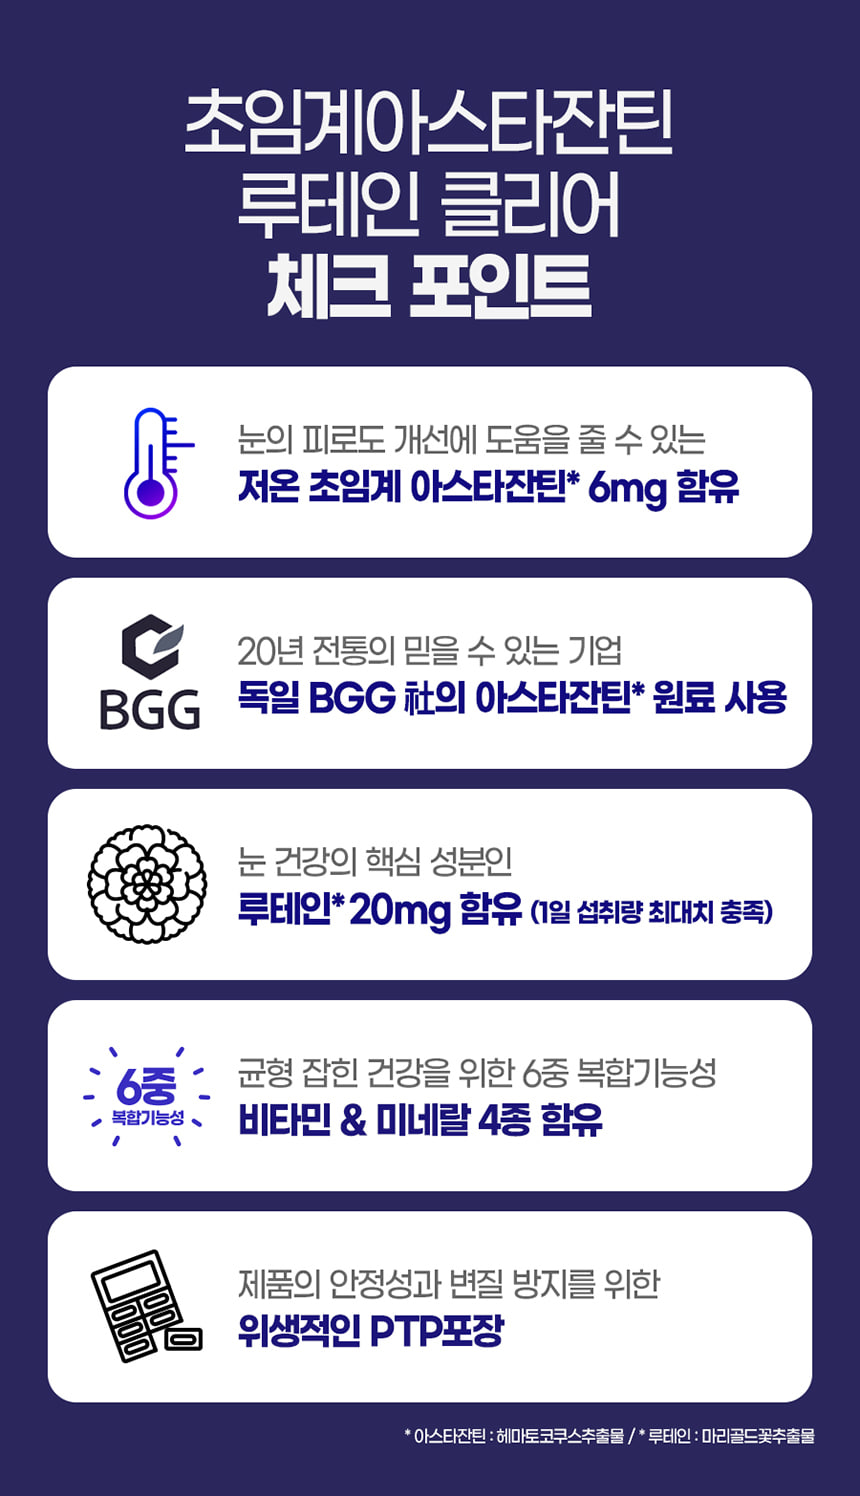 초임계아스타잔틴
루테인 클리어
체크 포인트
눈의 피로도 개선에 도움을 줄 수 있는
저온 초임계 아스타잔틴* 6mg 함유
BGG
20년 전통의 믿을 수 있는 기업
독일 BGG 社의 아스타잔틴* 원료 사용
눈 건강의 핵심 성분인
루테인* 20mg 함유 (1일 섭취량 최대치 충족)
6중
복합기능성
균형 잡힌 건강을 위한 6중 복합기능성
비타민 & 미네랄 4종 함유
제품의 안정성과 변질 방지를 위한
위생적인 PTP포장
* 아스타잔틴 : 헤마토코쿠스추출물 / * 루테인 : 마리골드꽃추출물